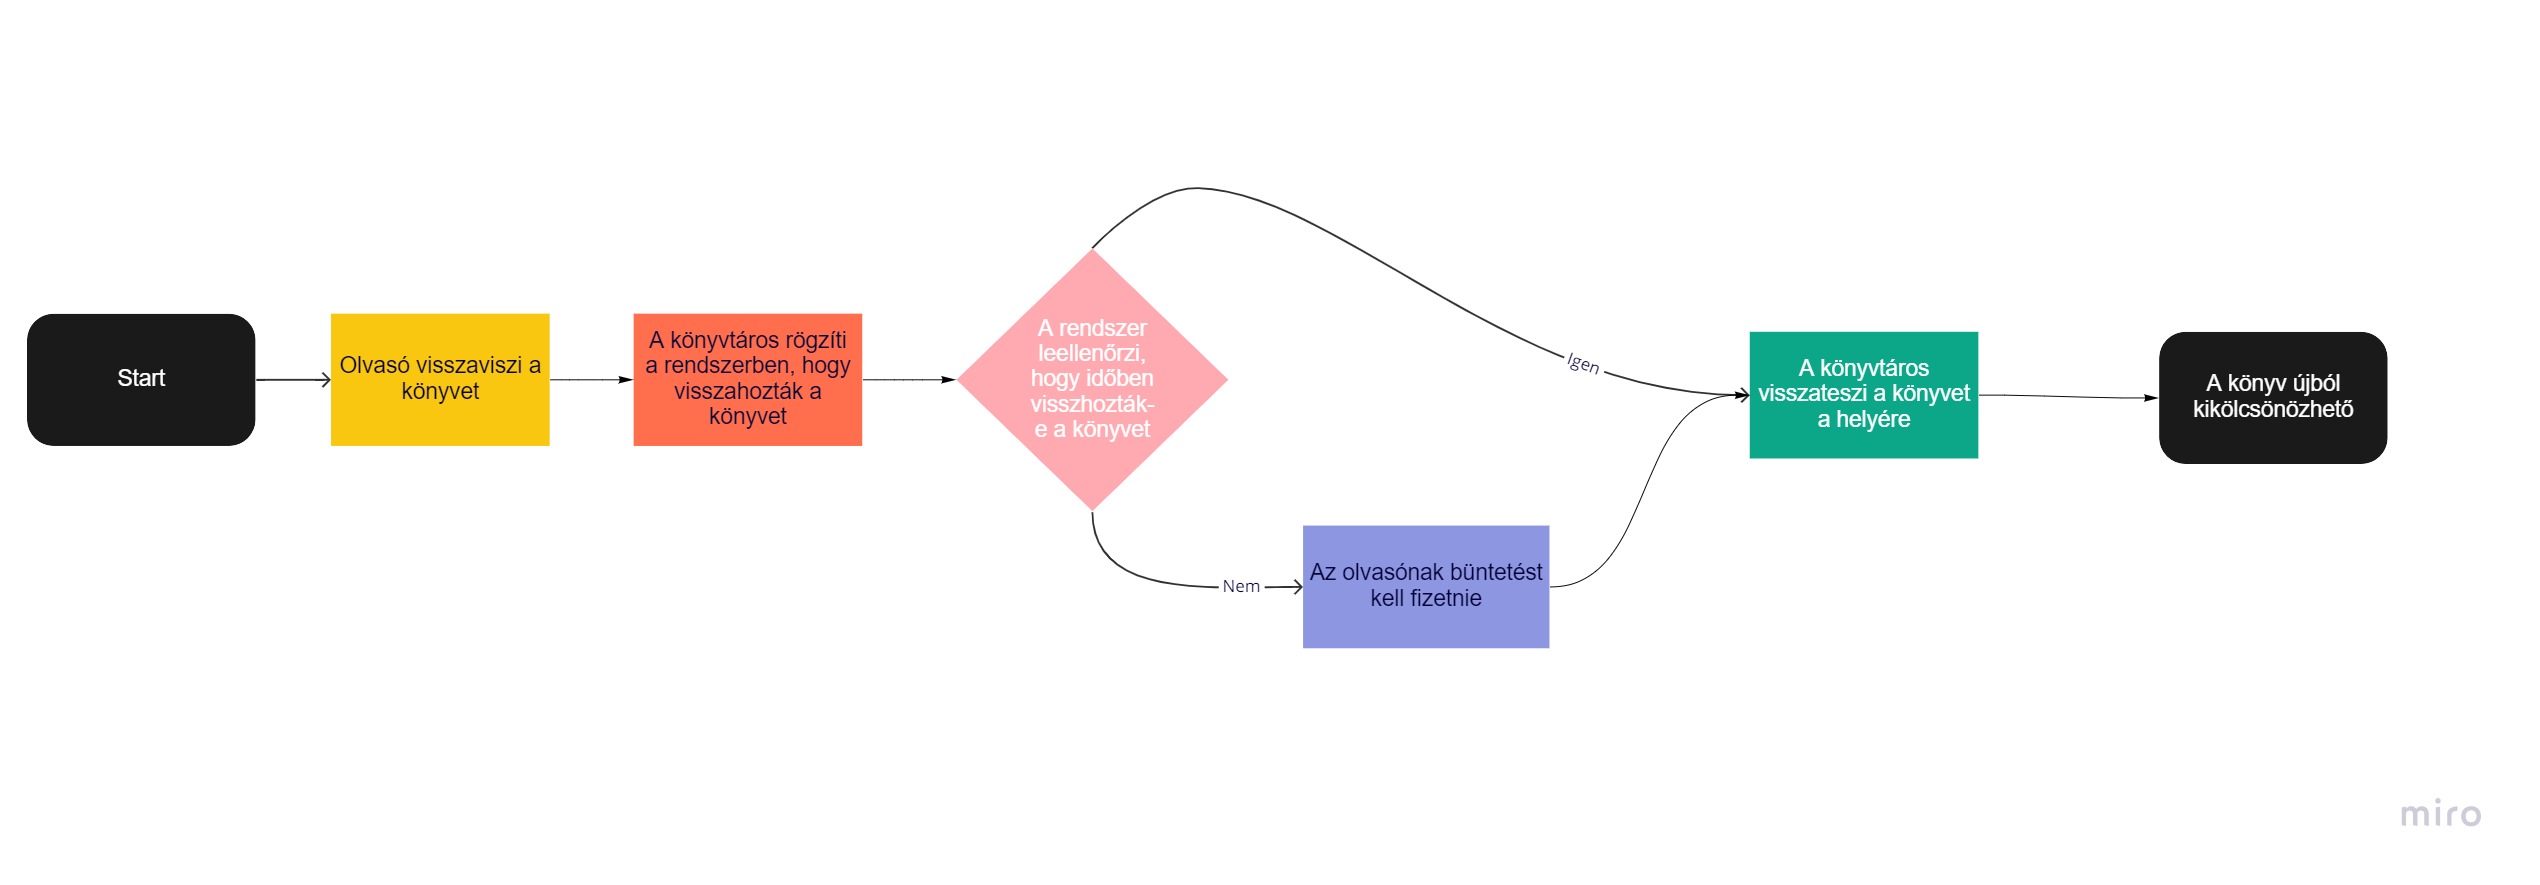 Start
Olvasó visszaviszi a
könyvet
A könyvtáros rögzíti
a rendszerben, hogy
visszahozták a
könyvet
A rendszer
leellenőrzi,
hogy időben
visszhozták-
e a könyvet
Igen
Nem
Az olvasónak büntetést
kell fizetnie
A könyvtáros
visszateszi a könyvet
a helyére
A könyv újból
kikölcsönözhető
miro